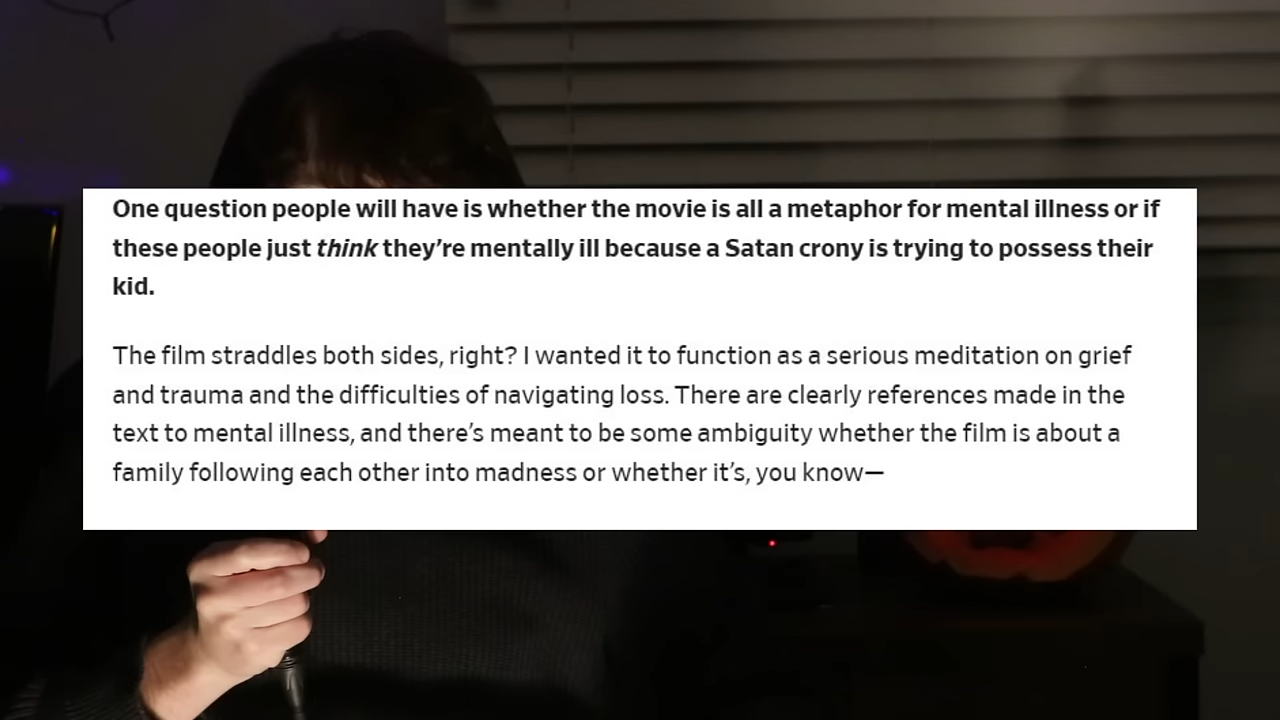 One question people will have is whether the movie is all a metaphor for mental illness or if
these people just think they’re mentally ill because a Satan crony is trying to possess their
kid.
The film straddles both sides, right? I wanted it to function as a serious meditation on grief
and trauma and the difficulties of navigating loss. There are clearly references made in the
text to mental illness, and there’s meant to be some ambiguity whether the film is about a
family following each other into madness or whether it’s, you know—